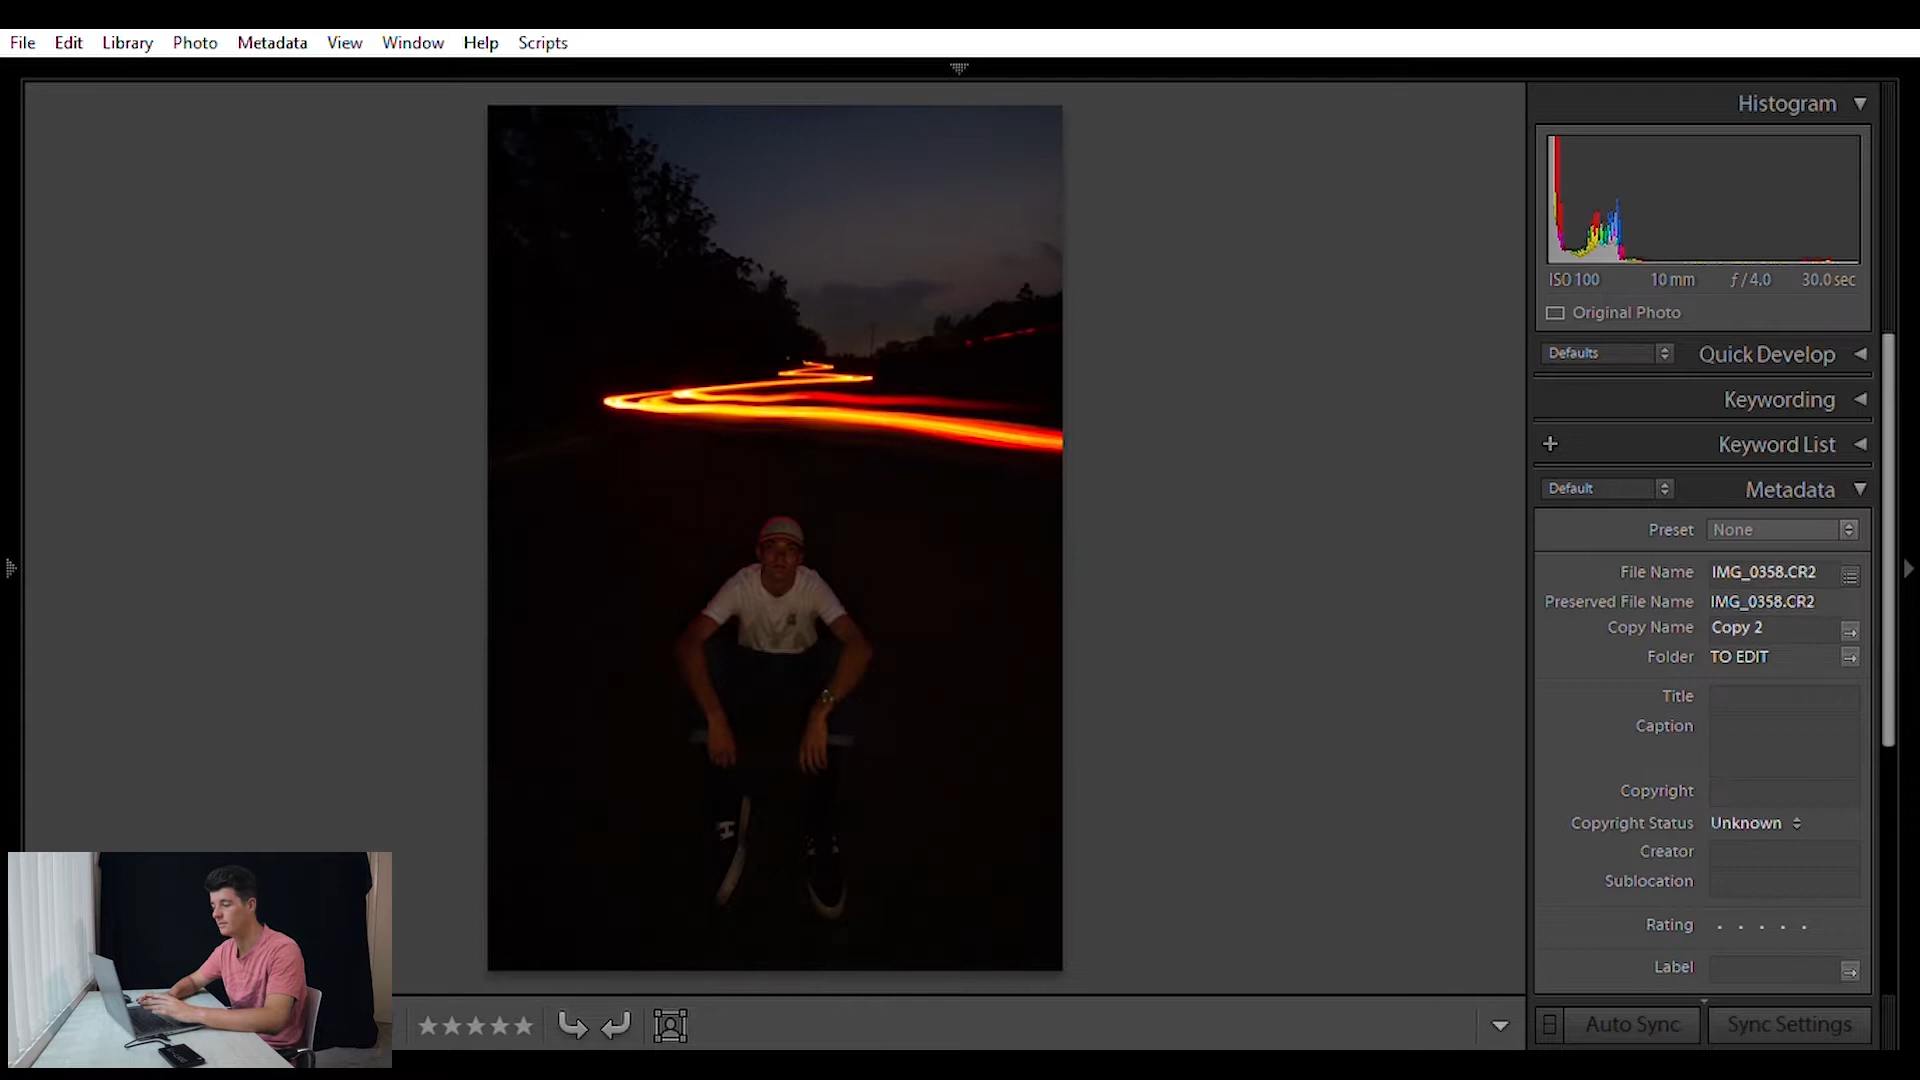 File Edit Library Photo Metadata View Window Help Scripts
Histogram
ISO 100 10 mm ƒ / 4.0 30.0 sec
Original Photo
Defaults Quick Develop
Keywording
+ Keyword List
Default Metadata
Preset None
File Name IMG_0358.CR2
Preserved File Name IMG_0358.CR2
Copy Name Copy 2
Folder TO EDIT
Title
Caption
Copyright
Copyright Status Unknown
Creator
Sublocation
Rating . . . . .
Label
Auto Sync Sync Settings